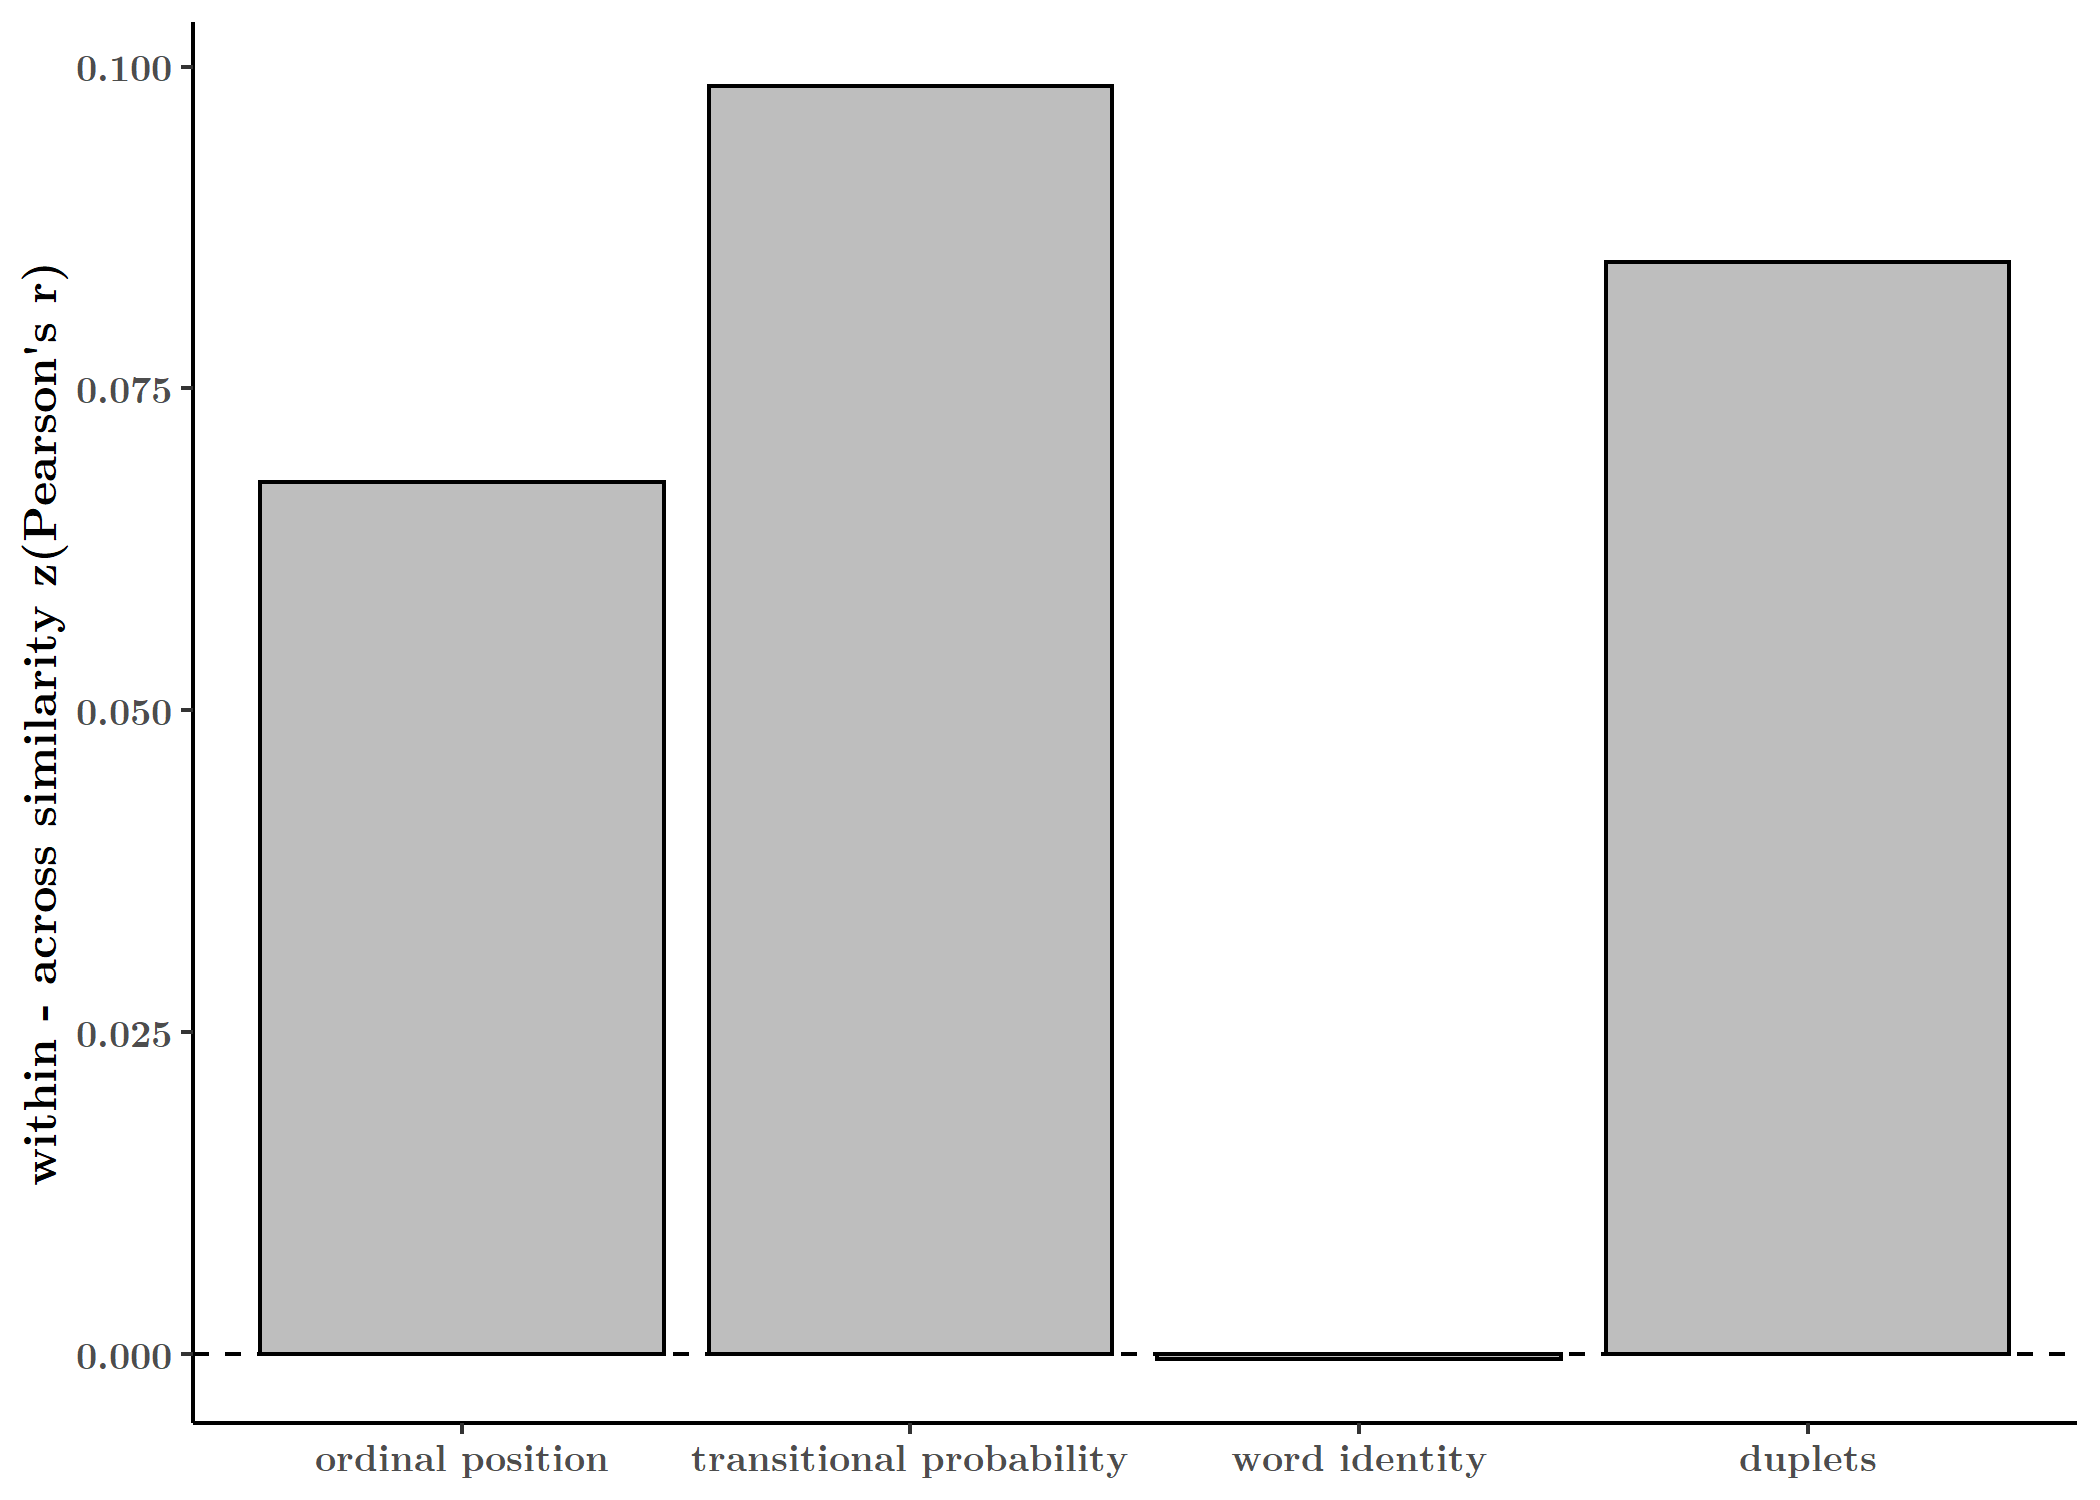 within - across similarity z(Pearson's r)
0.100
0.075
0.050
0.025
0.000
ordinal position
transitional probability
word identity
duplets